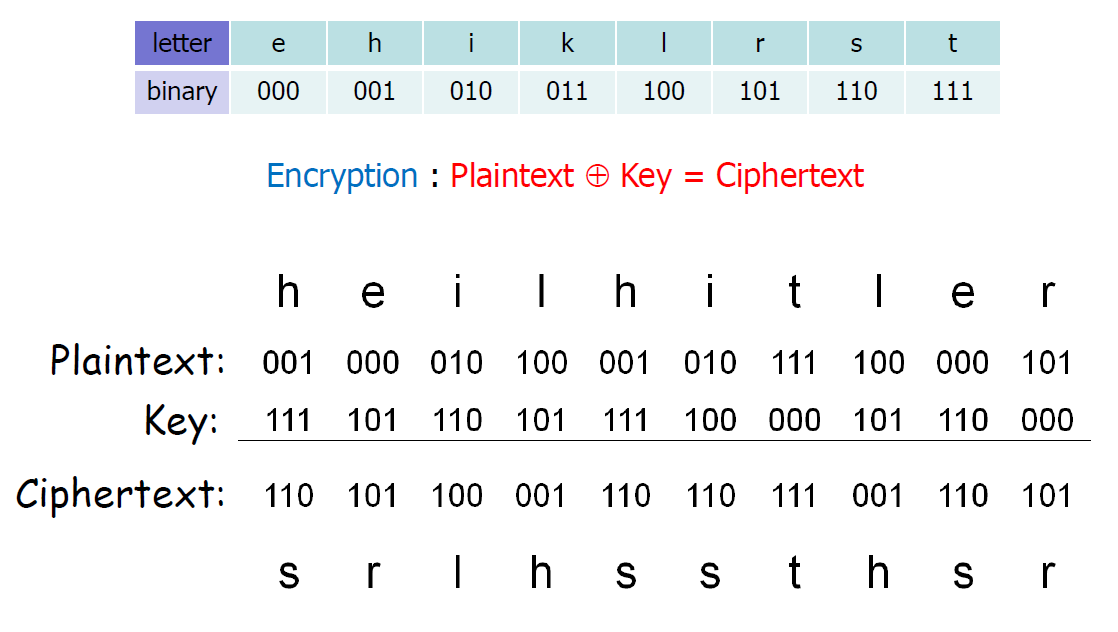 letter e h i k l r s t
binary 000 001 010 011 100 101 110 111
Encryption : Plaintext ⊕ Key = Ciphertext
h e i l h i t l e r
Plaintext: 001 000 010 100 001 010 111 100 000 101
Key: 111 101 110 101 111 100 000 101 110 000
Ciphertext: 110 101 100 001 110 110 111 001 110 101
s r l h s s t h s r